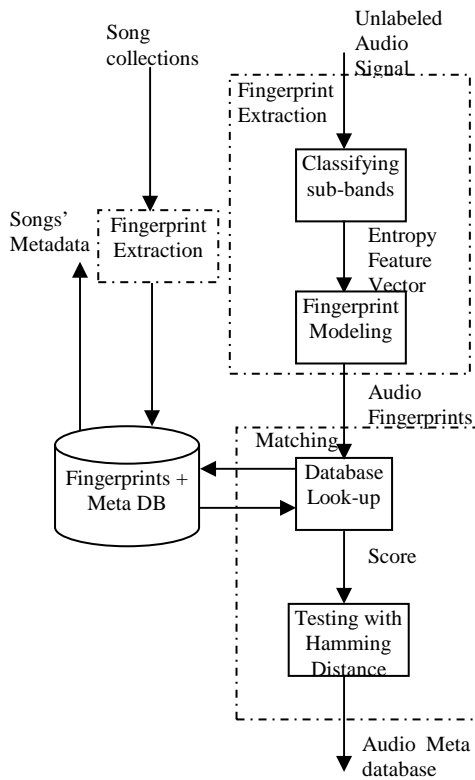 Song
collections
Unlabeled
Audio
Signal
Fingerprint
Extraction
Classifying
sub-bands
Songs'
Metadata
Fingerprint
Extraction
Entropy
Feature
Vector
Fingerprint
Modeling
Audio
Fingerprints
Matching
Fingerprints +
Meta DB
Database
Look-up
Score
Testing with
Hamming
Distance
Audio Meta
database